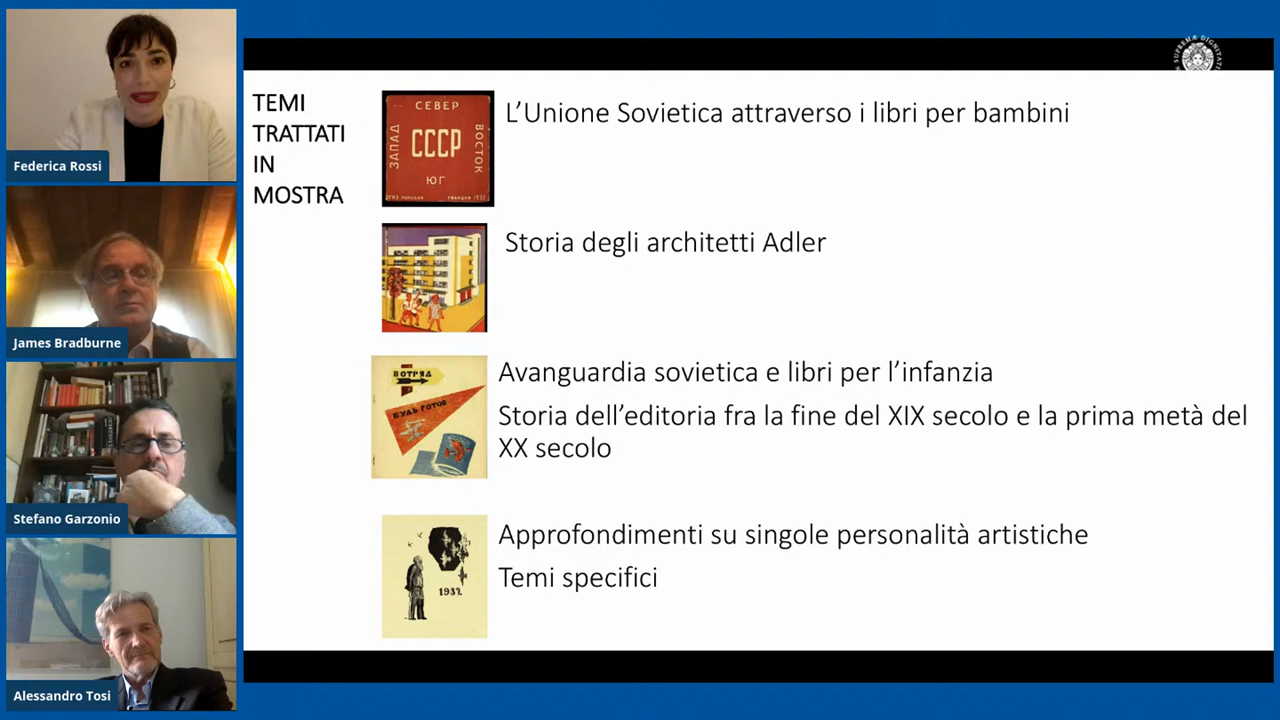 Federica Rossi
James Bradburne
Stefano Garzonio
Alessandro Tosi
TEMI
TRATTATI
IN
MOSTRA
СЕВЕР
ЗАПАД
СССР
ВОСТОК
ЮГ
L’Unione Sovietica attraverso i libri per bambini
Storia degli architetti Adler
БУДЬ ГОТОВ
Avanguardia sovietica e libri per l’infanzia
Storia dell’editoria fra la fine del XIX secolo e la prima metà del
XX secolo
1932
Approfondimenti su singole personalità artistiche
Temi specifici